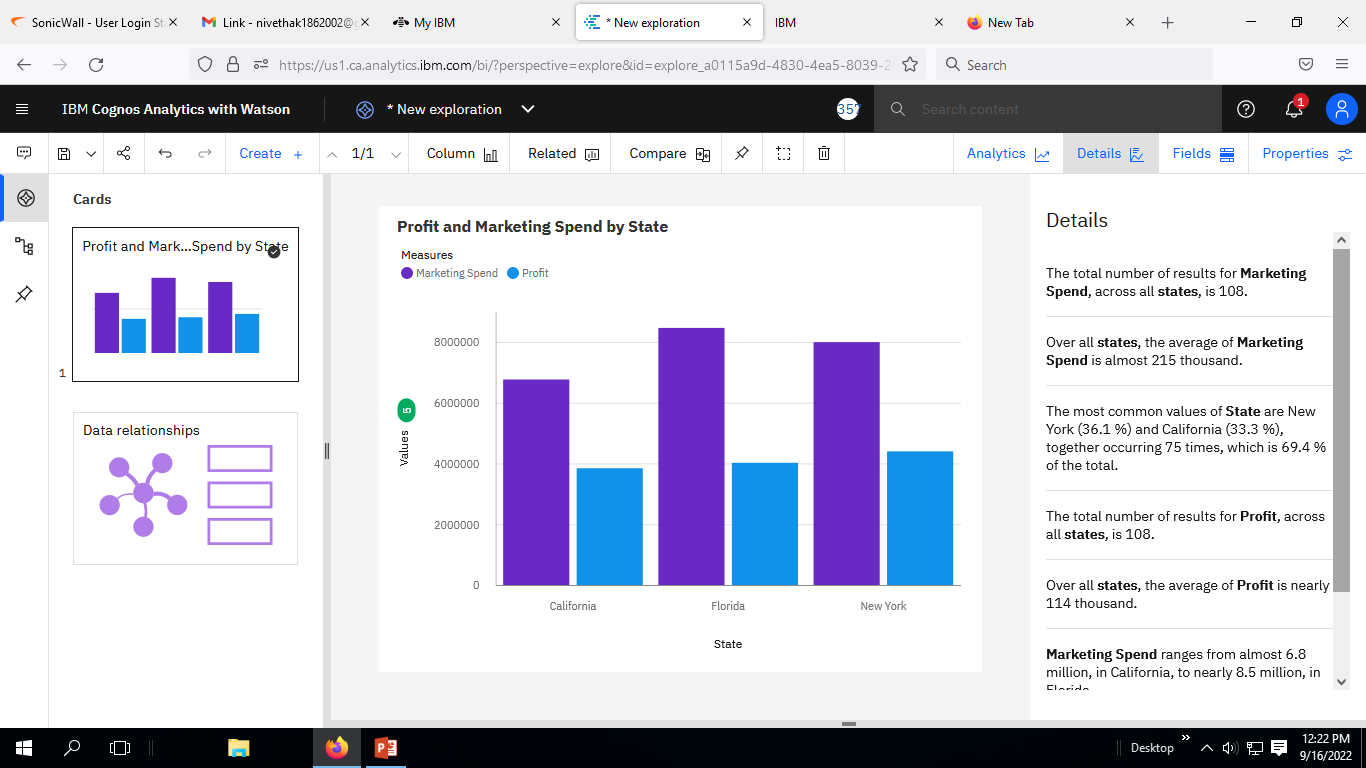 SonicWall - User Login St
Link - nivethak1862002@g
My IBM
* New exploration
IBM
New Tab
https://us1.ca.analytics.ibm.com/bi/?perspective=explore&id=explore_a0115a9d-4830-4ea5-8039-2
Search
IBM Cognos Analytics with Watson
* New exploration
357
Search content
1
Create +
1/1
Column
Related
Compare
Analytics
Details
Fields
Properties
Cards
Profit and Mark...Spend by State
1
Data relationships
Profit and Marketing Spend by State
Measures
Marketing Spend
Profit
Values
5
8000000
6000000
4000000
2000000
0
California
Florida
New York
State
Details
The total number of results for Marketing
Spend, across all states, is 108.
Over all states, the average of Marketing
Spend is almost 215 thousand.
The most common values of State are New
York (36.1 %) and California (33.3 %),
together occurring 75 times, which is 69.4 %
of the total.
The total number of results for Profit, across
all states, is 108.
Over all states, the average of Profit is nearly
114 thousand.
Marketing Spend ranges from almost 6.8
million, in California, to nearly 8.5 million, in
Florida
Desktop
12:22 PM
9/16/2022